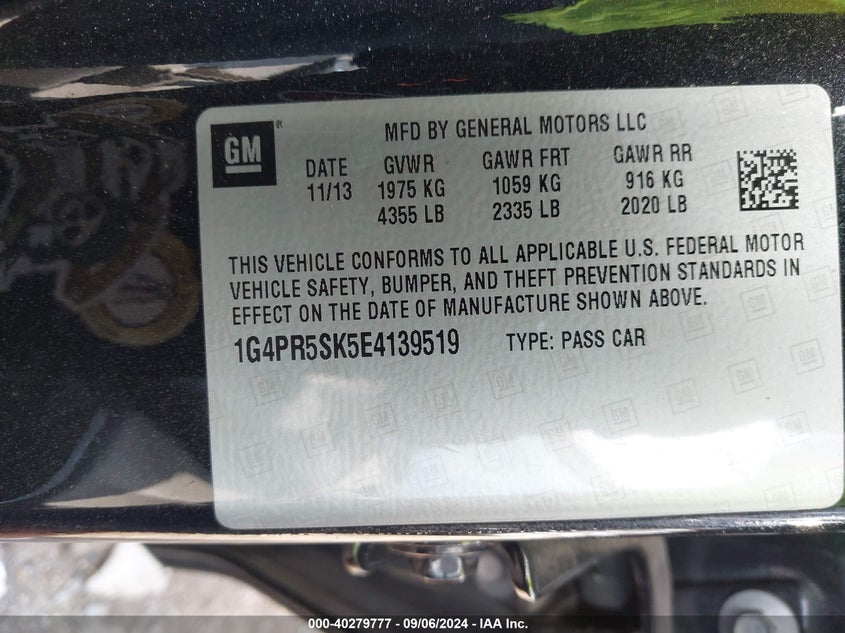 GM
MFD BY GENERAL MOTORS LLC
DATE GVWR GAWR FRT GAWR RR
11/13 1975 KG 1059 KG 916 KG
4355 LB 2335 LB 2020 LB
THIS VEHICLE CONFORMS TO ALL APPLICABLE U.S. FEDERAL MOTOR
VEHICLE SAFETY, BUMPER, AND THEFT PREVENTION STANDARDS IN
EFFECT ON THE DATE OF MANUFACTURE SHOWN ABOVE.
1G4PR5SK5E4139519 TYPE: PASS CAR
000-40279777 - 09/06/2024 - IAA Inc.